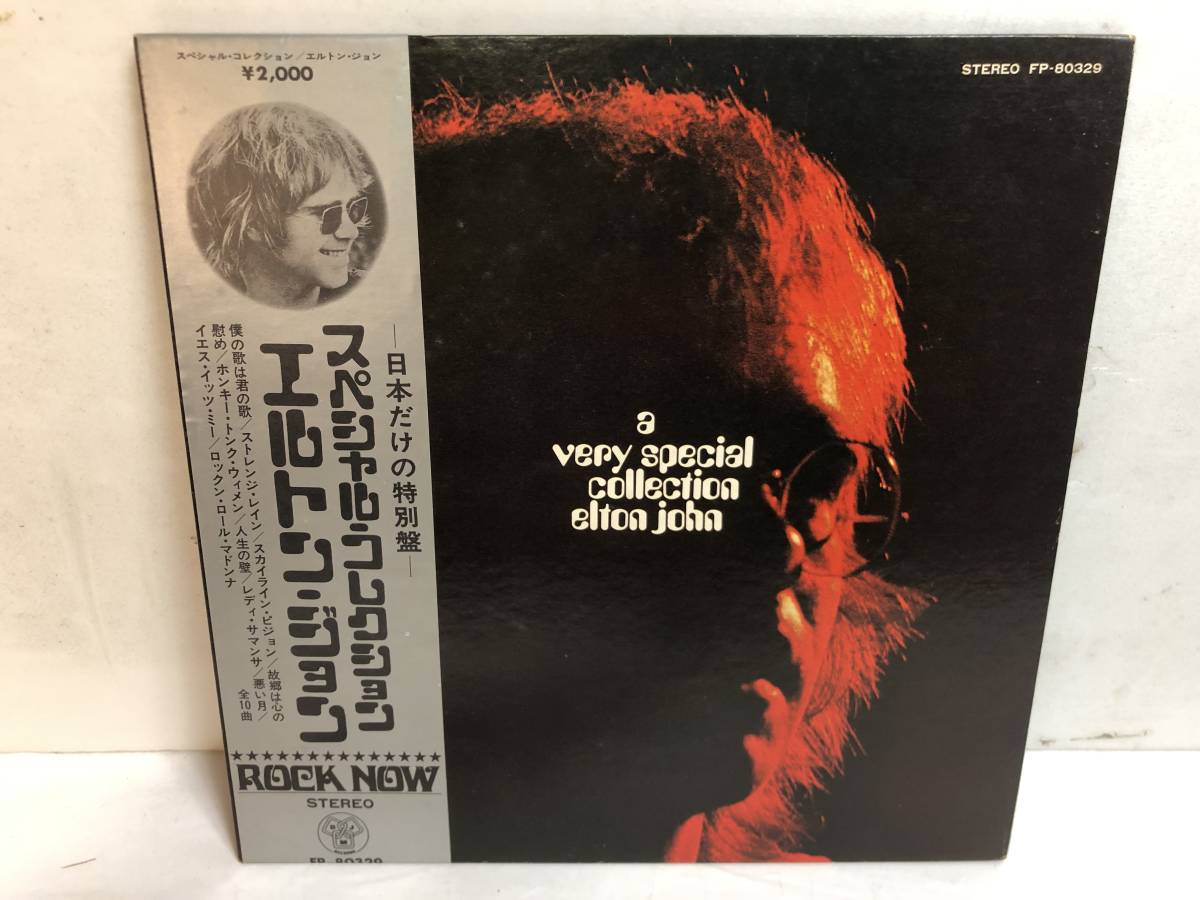 スペシャル・コレクション/エルトン・ジョン
¥2,000
―日本だけの特別盤―
スペシャル・コレクション
エルトン・ジョン
僕の歌は君の歌/ストレンジ・レイン/スカイライン・ピジョン/故郷は心の
慰め/ホンキー・トンク・ウィメン/人生の壁/レディ・サマンサ/悪い月/
イエス・イッツ・ミー/ロックン・ロール・マドンナ
全10曲
ROCK NOW
STEREO
DJM
FP-80329
STEREO FP-80329
a
very special
collection
elton john